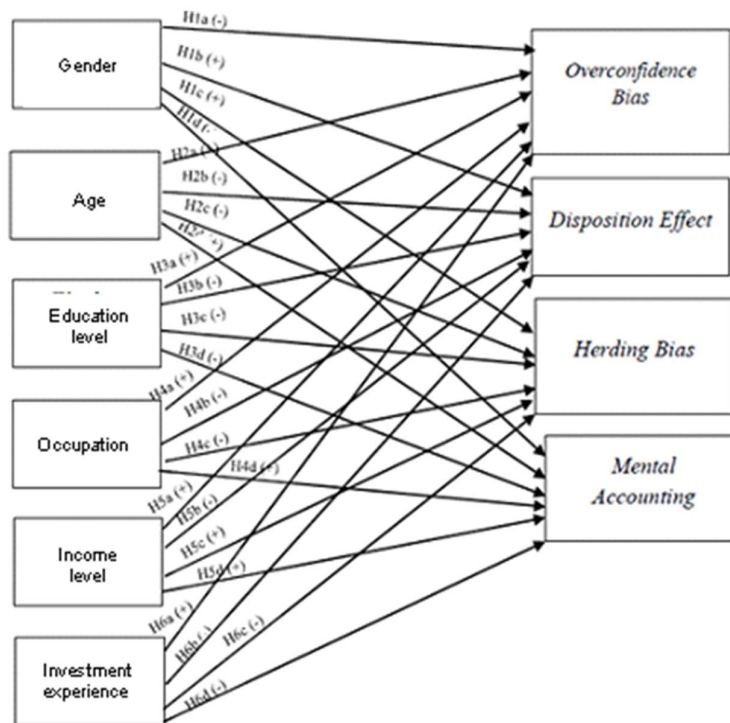 Gender
Age
Education
level
Occupation
Income
level
Investment
experience
H1a (-)
H1b (+)
H1c (+)
H1d (-
H2a (+)
H2b (-)
H2c (-)
H3a (+)
H3b (-)
H3c (-)
H3d (-)
H4a (+)
H4b (-)
H4c (-)
H4d (+)
H5a (+)
H5b (-)
H5c (+)
H5d (+)
H6a (+)
H6b (-)
H6c (-)
H6d (-)
Overconfidence
Bias
Disposition Effect
Herding Bias
Mental
Accounting